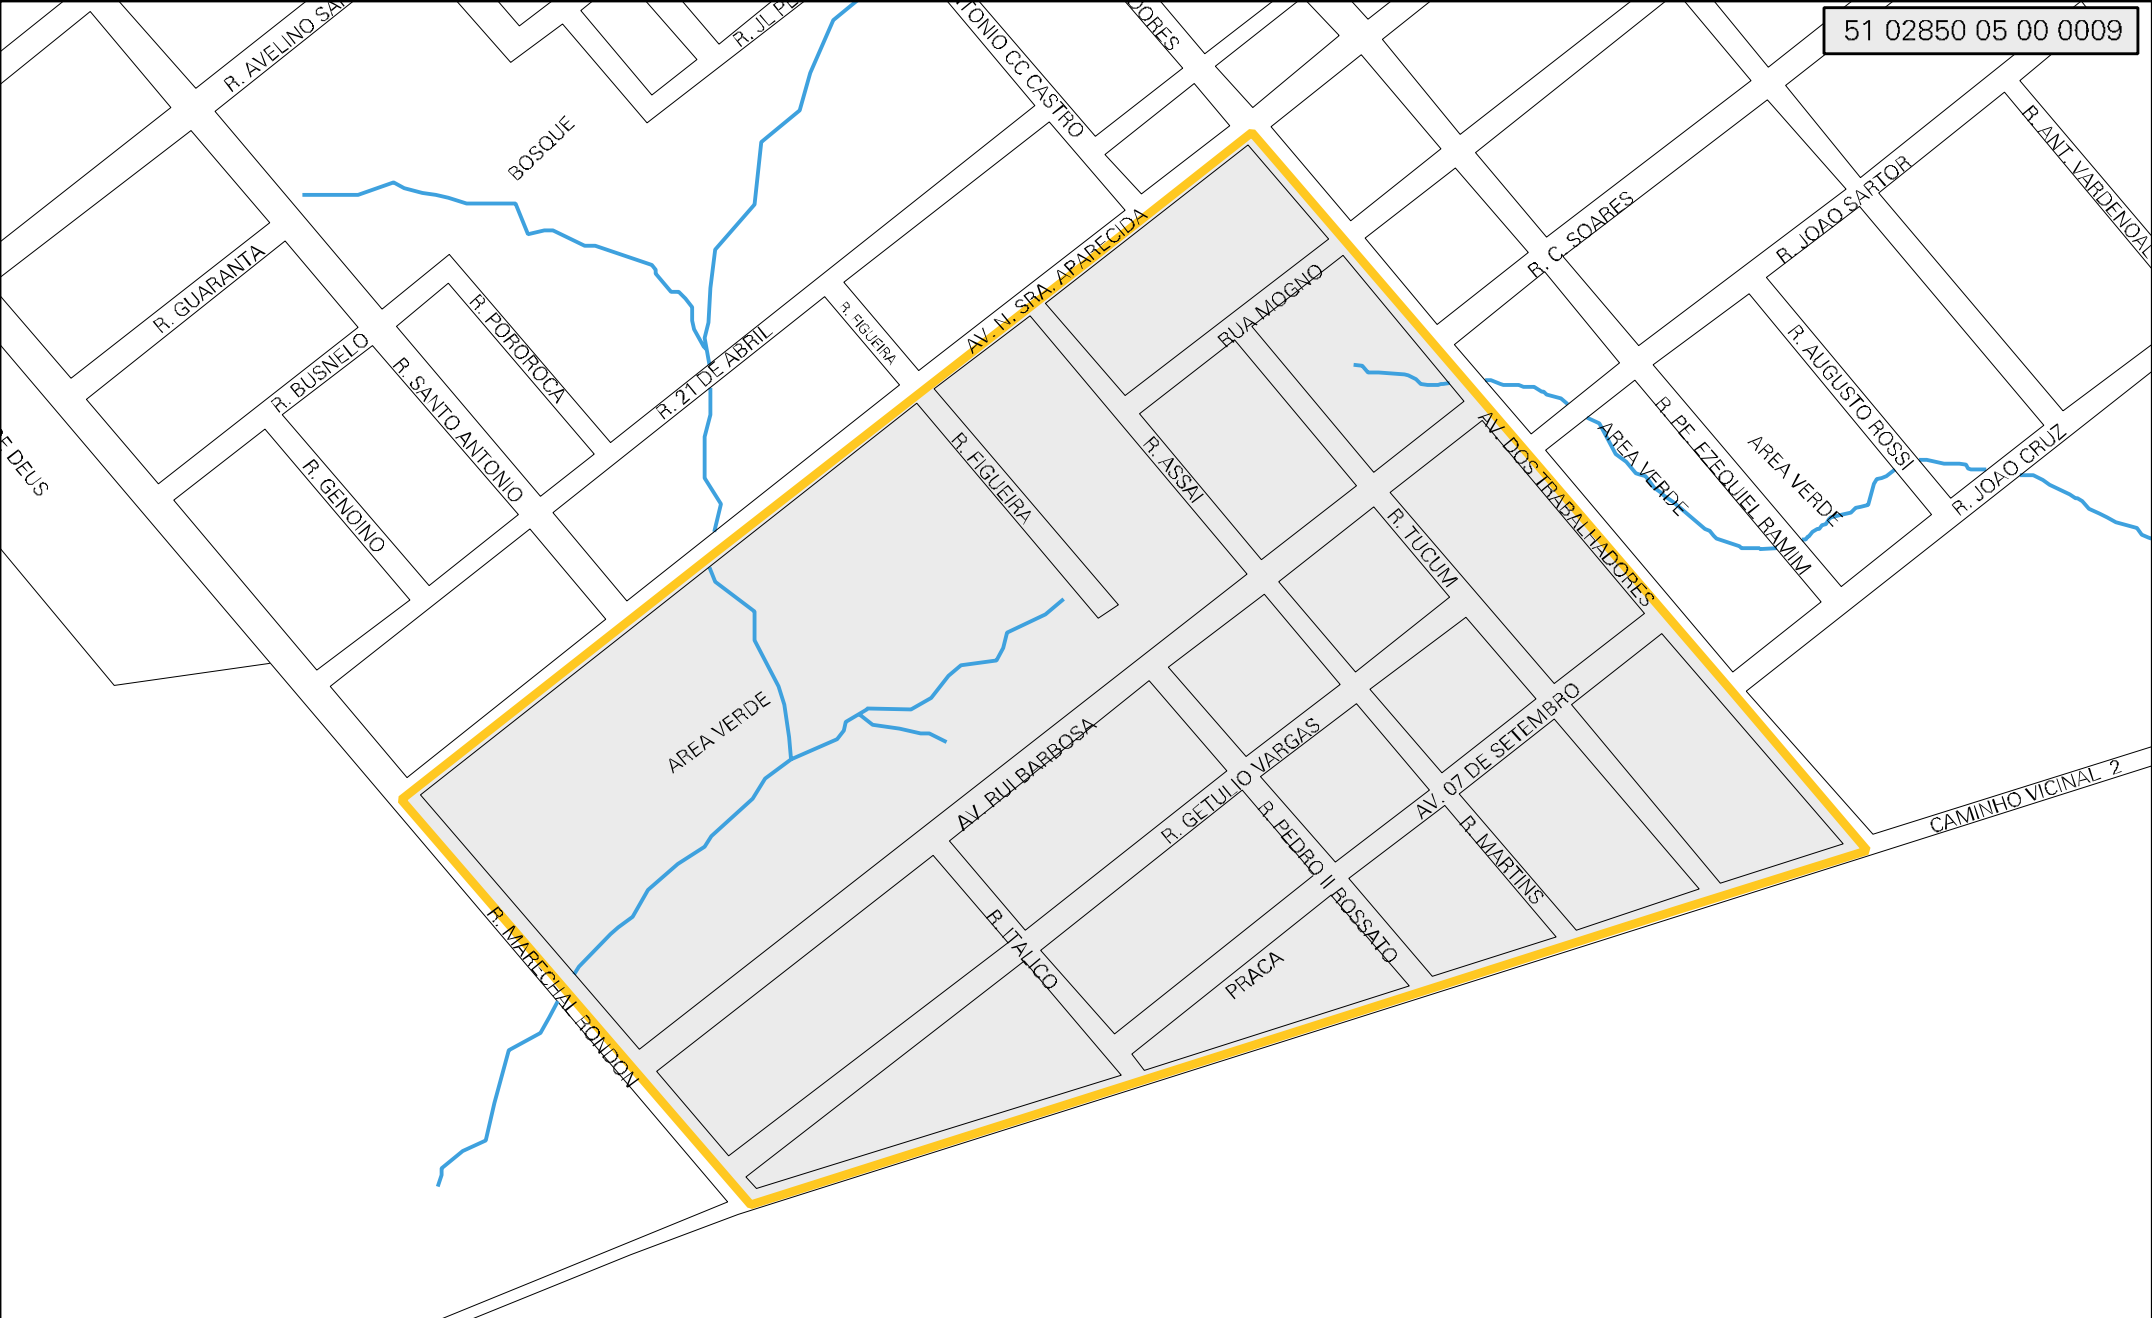 51 02850 05 00 0009
R. AVELINO
R. JL
TONIO CC CASTRO
DORES
BOSQUE
R. ANT. VARDENOAL
R. JOAO SARTOR
R. C. SOARES
AV. N. SRA. APARECIDA
RUA MOGNO
R. GUARANTA
R. POROROCA
R. FIGUEIRA
R. 21 DE ABRIL
R. BUSNELO
R. SANTO ANTONIO
R. AUGUSTO ROSSI
R. PE. EZEQUIEL RAMIM
AREA VERDE
AREA VERDE
R. JOAO CRUZ
AV. DOS TRABALHADORES
E DEUS
R. GENOINO
R. FIGUEIRA
R. ASSAI
R. TUCUM
AREA VERDE
AV. RUI BARBOSA
R. GETULIO VARGAS
AV. 07 DE SETEMBRO
CAMINHO VICINAL 2
R. PEDRO II ROSSATO
R. MARTINS
R. ITALICO
PRACA
R. MARECHAL RONDON